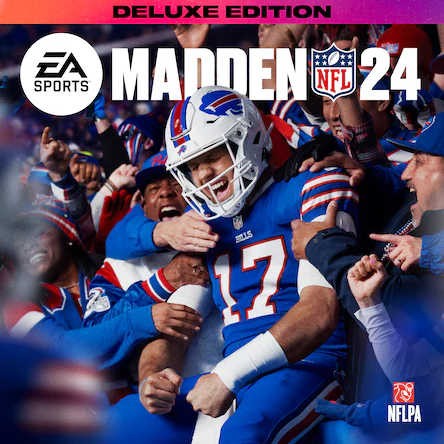 DELUXE EDITION
EA
SPORTS
MADDEN NFL 24
BILLS
17
NFLPA